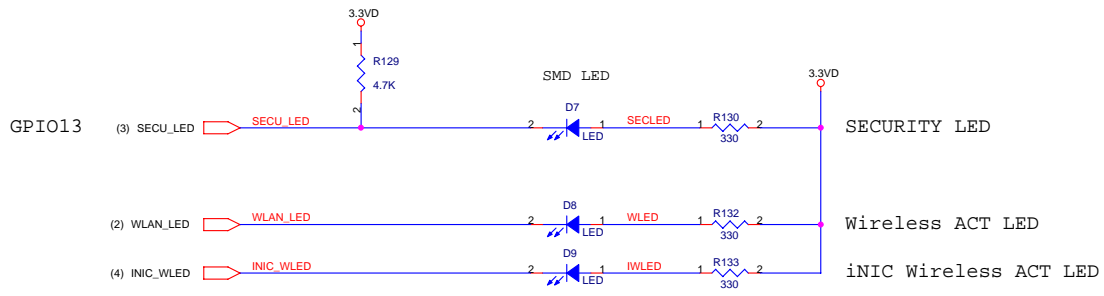 3.3VD
1
R129
4.7K
2
SMD LED
3.3VD
GPIO13
(3) SECU_LED
SECU_LED
2
D7
LED
1
SECLED
1
R130
330
2
SECURITY LED
(2) WLAN_LED
WLAN_LED
2
D8
LED
1
WLED
1
R132
330
2
Wireless ACT LED
(4) INIC_WLED
INIC_WLED
2
D9
LED
1
IWLED
1
R133
330
2
iNIC Wireless ACT LED